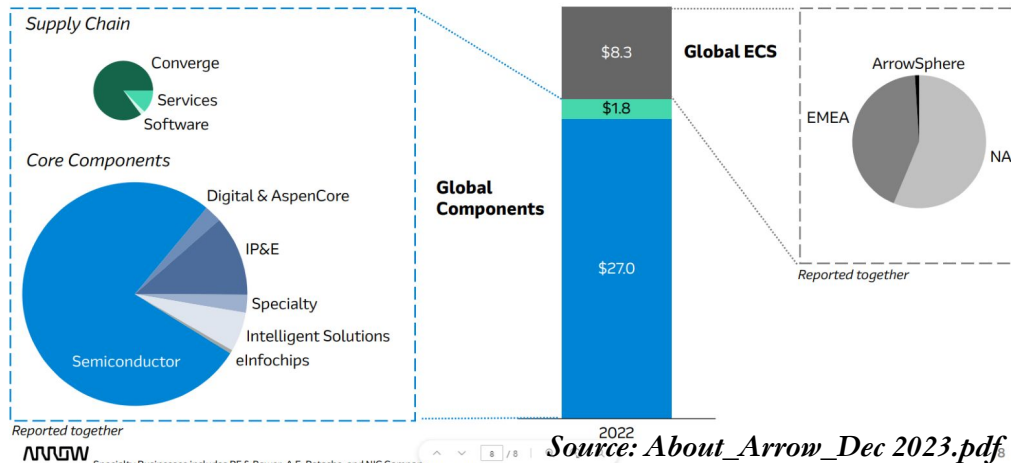 Supply Chain
Converge
Services
Software
Core Components
Digital & AspenCore
IP&E
Specialty
Intelligent Solutions
eInfochips
Semiconductor
Reported together
Global
Components
$8.3
$1.8
$27.0
2022
Global ECS
ArrowSphere
EMEA
NA
Reported together
ARROW
8 / 8
Source: About_Arrow_Dec 2023.pdf
8